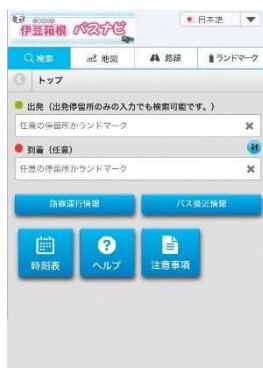 伊豆箱根 バスナビ
日本語
検索 地図 路線 ランドマーク
トップ
出発（出発停留所のみの入力でも検索可能です。）
任意の停留所かランドマーク
到着（任意）
任意の停留所かランドマーク
路線運行情報 バス接近情報
時刻表 ヘルプ 注意事項